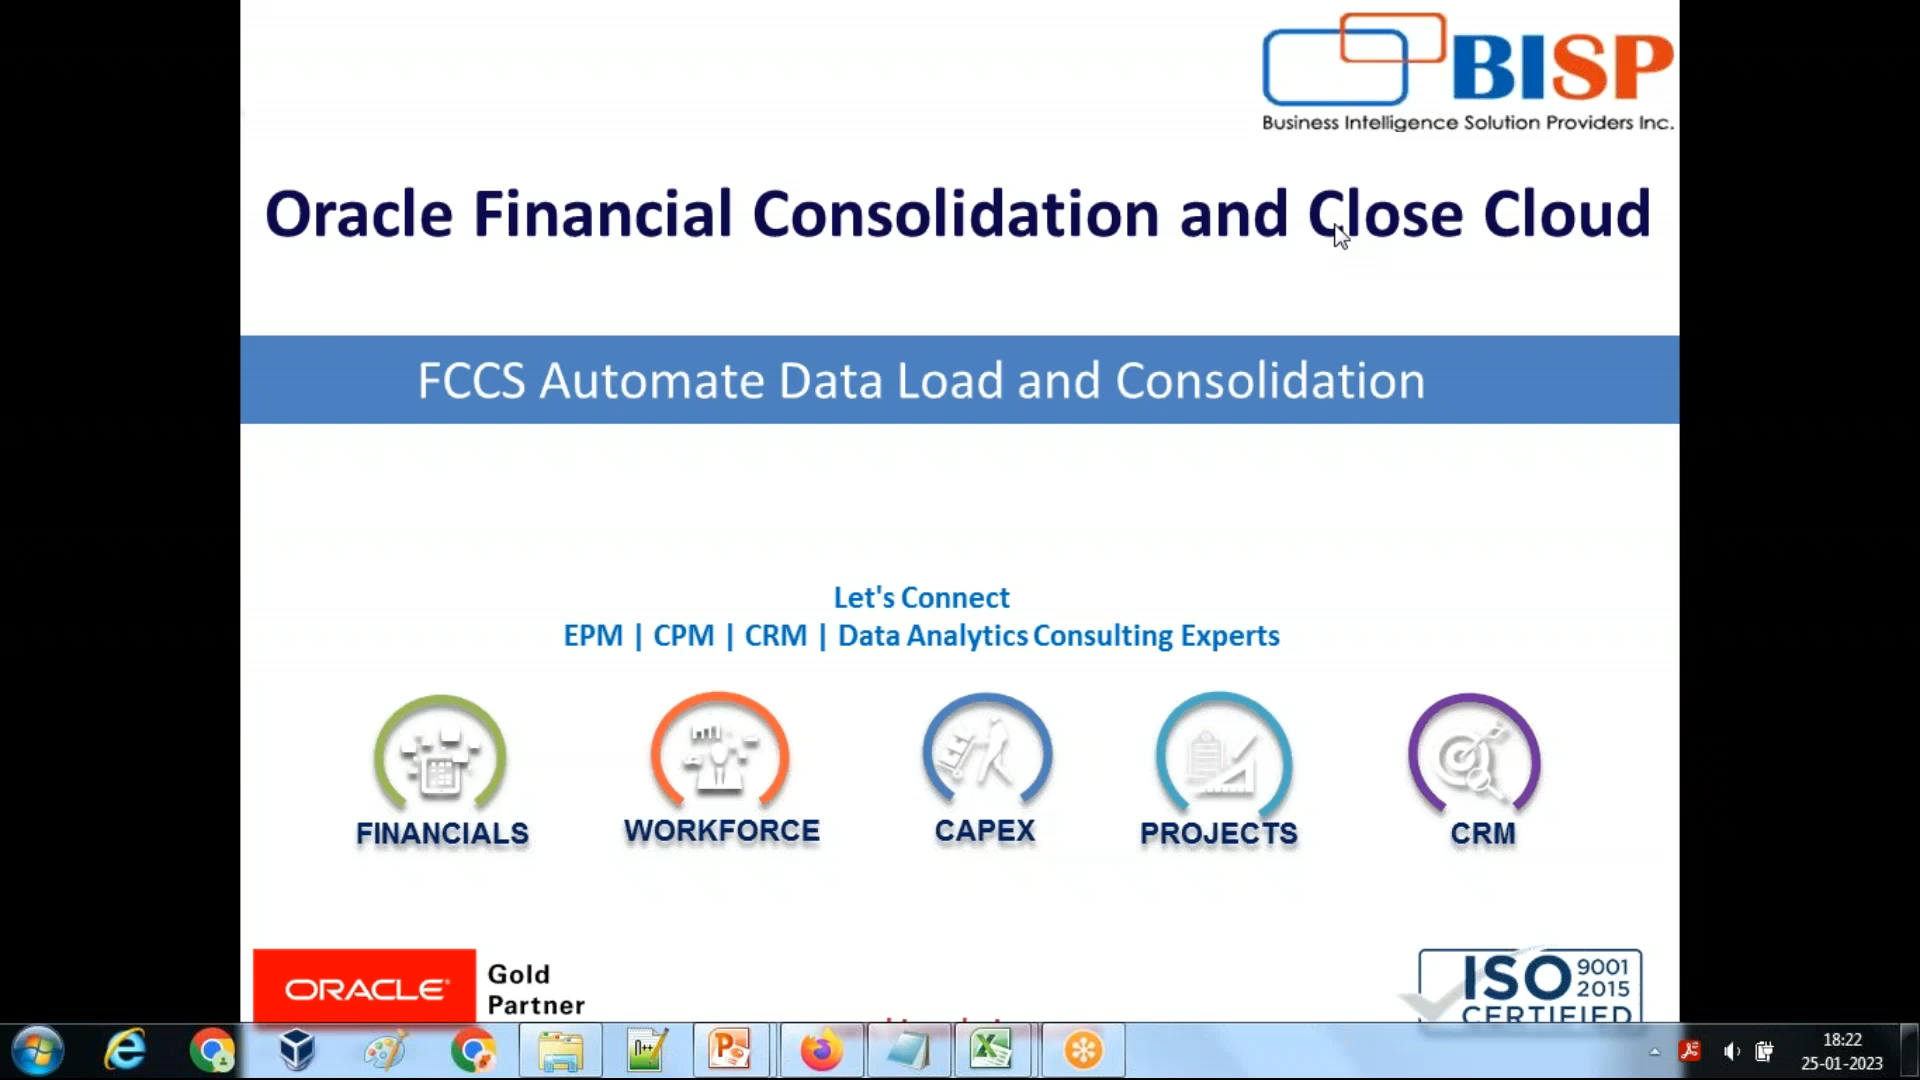 BISP
Business Intelligence Solution Providers Inc.
Oracle Financial Consolidation and Close Cloud
FCCS Automate Data Load and Consolidation
Let's Connect
EPM | CPM | CRM | Data Analytics Consulting Experts
FINANCIALS
WORKFORCE
CAPEX
PROJECTS
CRM
ORACLE
Gold
Partner
ISO 9001
2015
CERTIFIED
18:22
25-01-2023